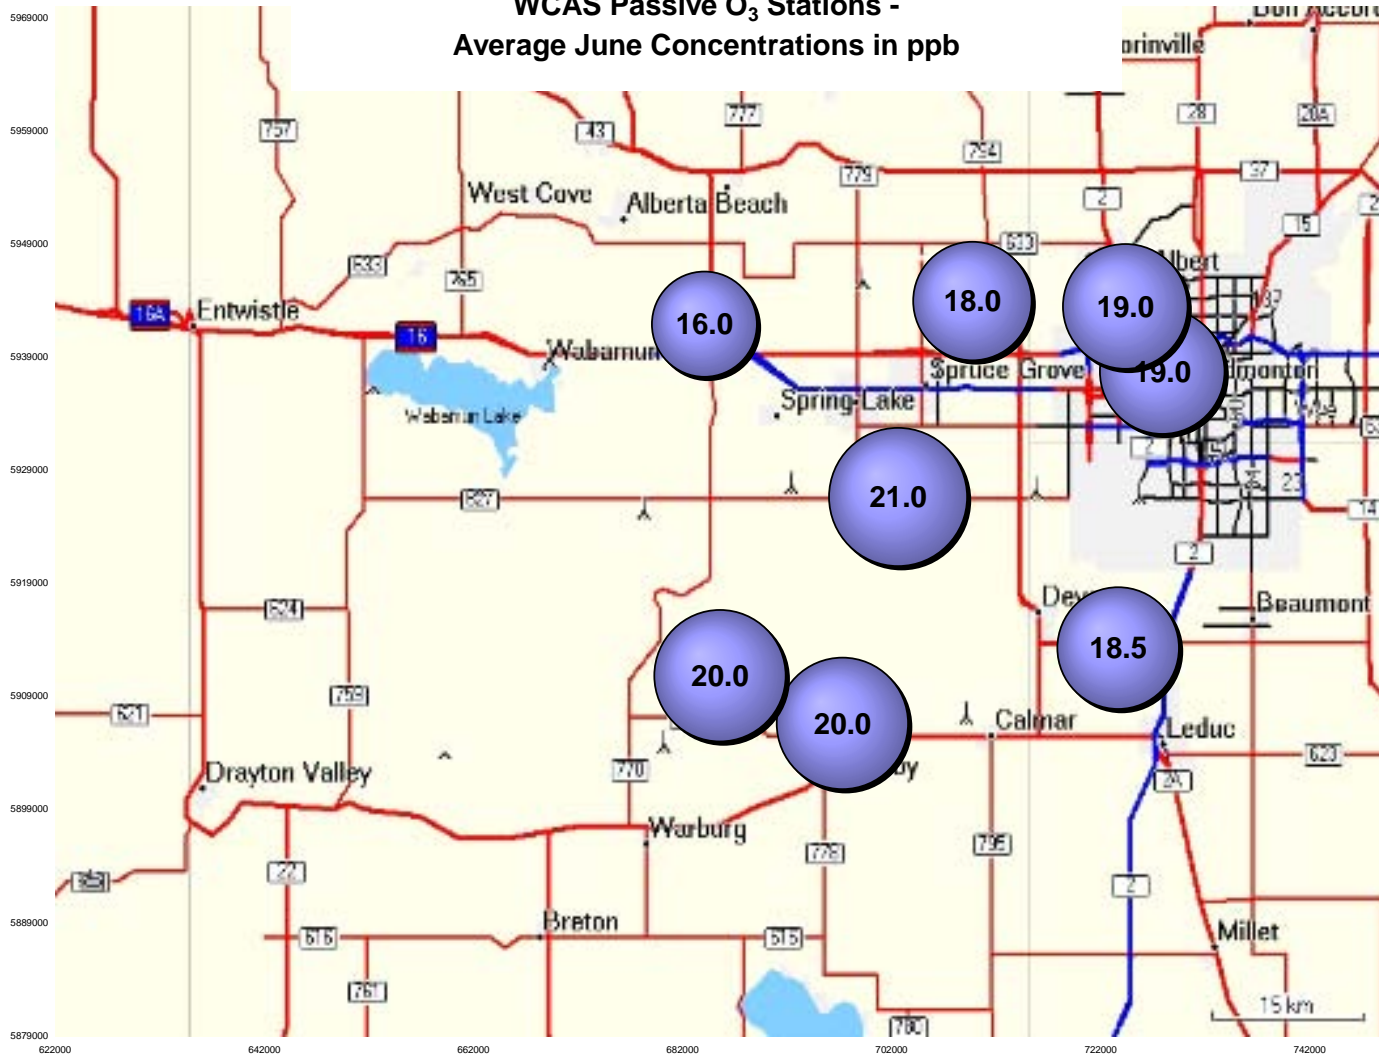 WCAS Passive O₃ Stations -
Average June Concentrations in ppb
5969000
5959000
5949000
5939000
5929000
5919000
5909000
5899000
5889000
5879000
622000
642000
662000
682000
702000
722000
742000
757
43
777
794
28
28A
37
779
2
15
2
West Cove
Alberta Beach
633
765
633
16A
Entwistle
16
Wabamun
16.0
18.0
19.0
19.0
Spruce Grove
Spring Lake
Wabamun Lake
2
21.0
627
23
14
2
624
Beaumont
18.5
20.0
20.0
759
621
Calmar
Leduc
623
770
2A
Drayton Valley
Warburg
778
795
22
2
Breton
616
615
Millet
761
780
15 km